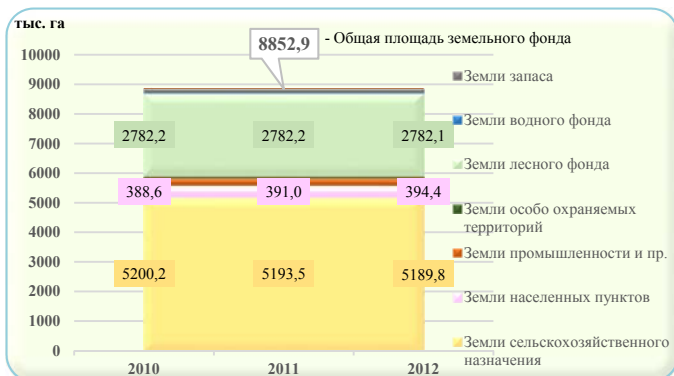 тыс. га
8852,9
- Общая площадь земельного фонда
10000
9000
8000
7000
6000
5000
4000
3000
2000
1000
0
2782,2
2782,2
2782,1
388,6
391,0
394,4
5200,2
5193,5
5189,8
2010
2011
2012
Земли запаса
Земли водного фонда
Земли лесного фонда
Земли особо охраняемых
территорий
Земли промышленности и пр.
Земли населенных пунктов
Земли сельскохозяйственного
назначения